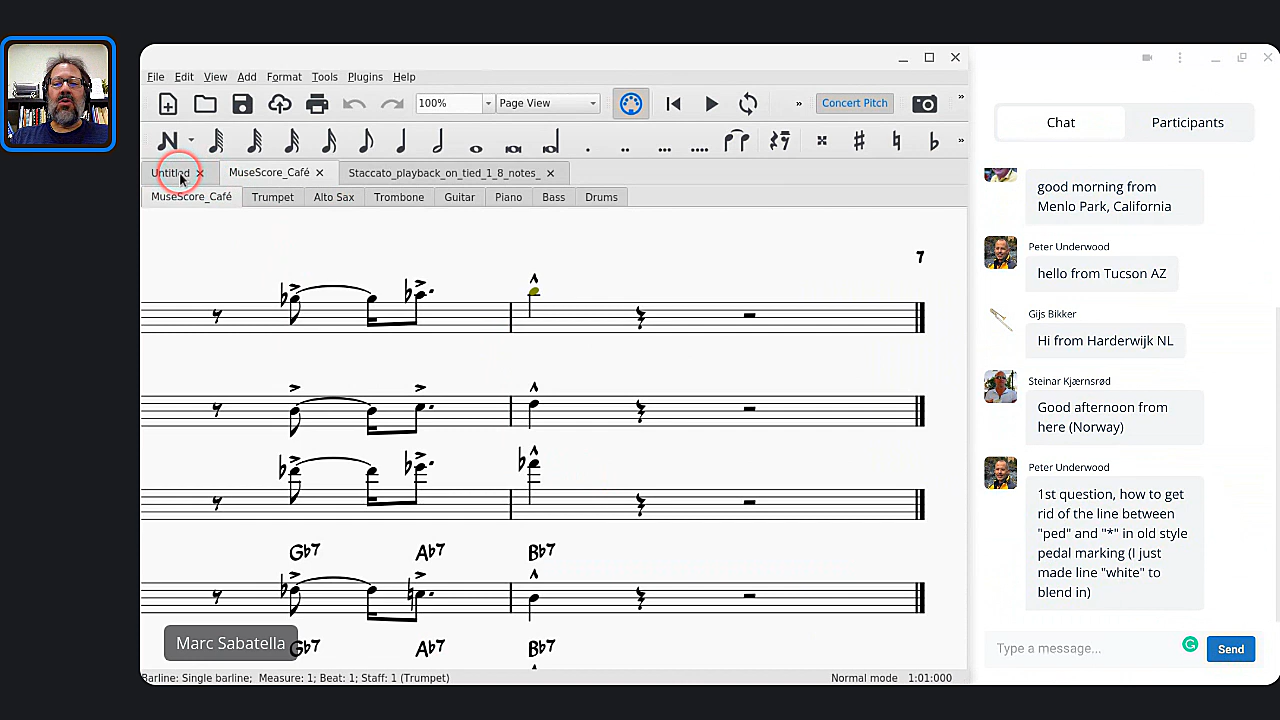 File Edit View Add Format Tools Plugins Help
100% Page View » Concert Pitch »
»
Untitled MuseScore_Café Staccato_playback_on_tied_1_8_notes_
MuseScore_Café Trumpet Alto Sax Trombone Guitar Piano Bass Drums
7
Gb7 Ab7 Bb7
Gb7 Ab7 Bb7
Marc Sabatella
Barline: Single barline; Measure: 1; Beat: 1; Staff: 1 (Trumpet) Normal mode 1:01:000
Chat Participants
good morning from
Menlo Park, California
Peter Underwood
hello from Tucson AZ
Gijs Bikker
Hi from Harderwijk NL
Steinar Kjærnsrød
Good afternoon from
here (Norway)
Peter Underwood
1st question, how to get
rid of the line between
"ped" and "*" in old style
pedal marking (I just
made line "white" to
blend in)
Type a message... Send